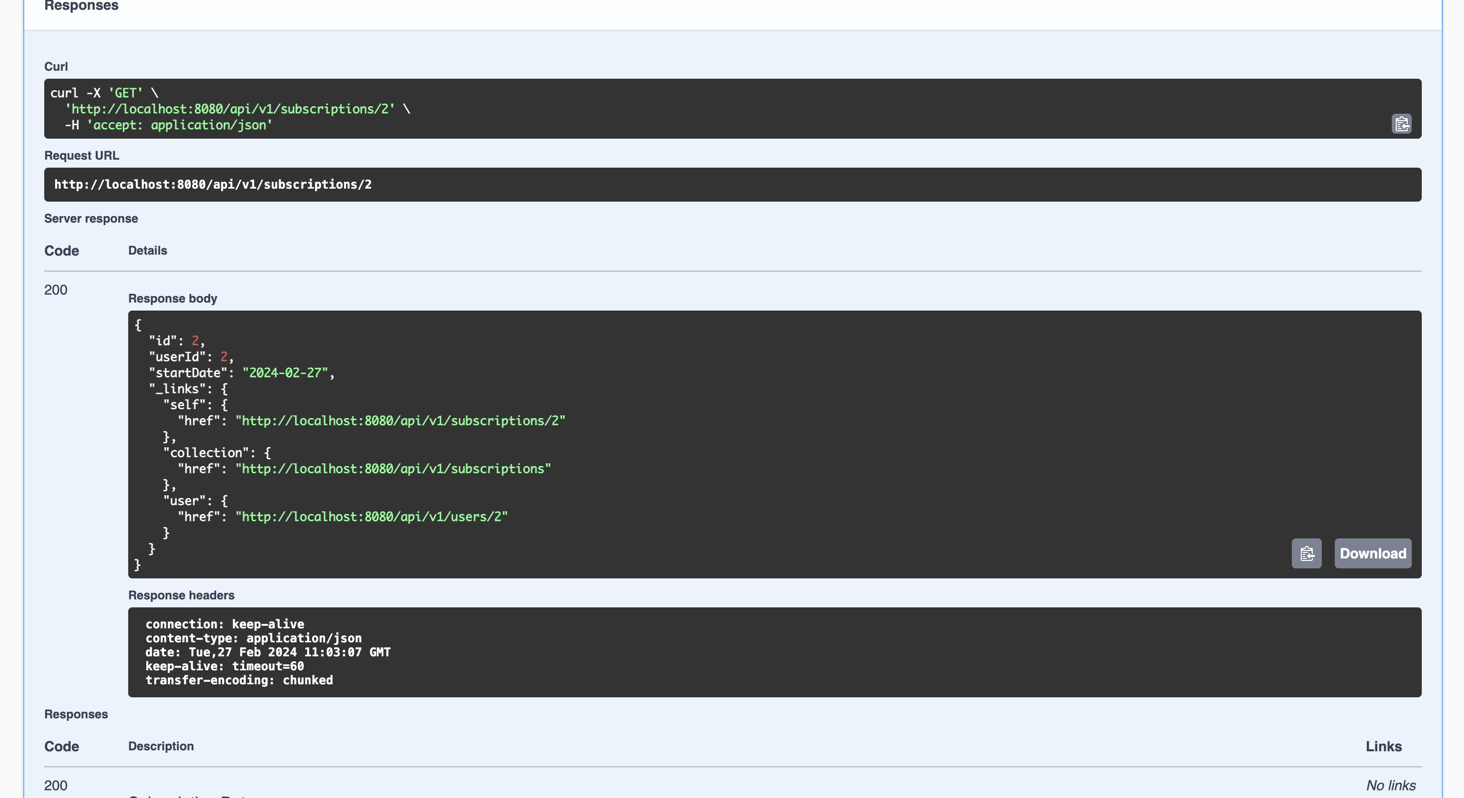 Responses
Curl
curl -X 'GET' \
  'http://localhost:8080/api/v1/subscriptions/2' \
  -H 'accept: application/json'
Request URL
http://localhost:8080/api/v1/subscriptions/2
Server response
Code Details
200
Response body
{
  "id": 2,
  "userId": 2,
  "startDate": "2024-02-27",
  "_links": {
    "self": {
      "href": "http://localhost:8080/api/v1/subscriptions/2"
    },
    "collection": {
      "href": "http://localhost:8080/api/v1/subscriptions"
    },
    "user": {
      "href": "http://localhost:8080/api/v1/users/2"
    }
  }
}
Download
Response headers
connection: keep-alive
content-type: application/json
date: Tue,27 Feb 2024 11:03:07 GMT
keep-alive: timeout=60
transfer-encoding: chunked
Responses
Code Description Links
200 No links